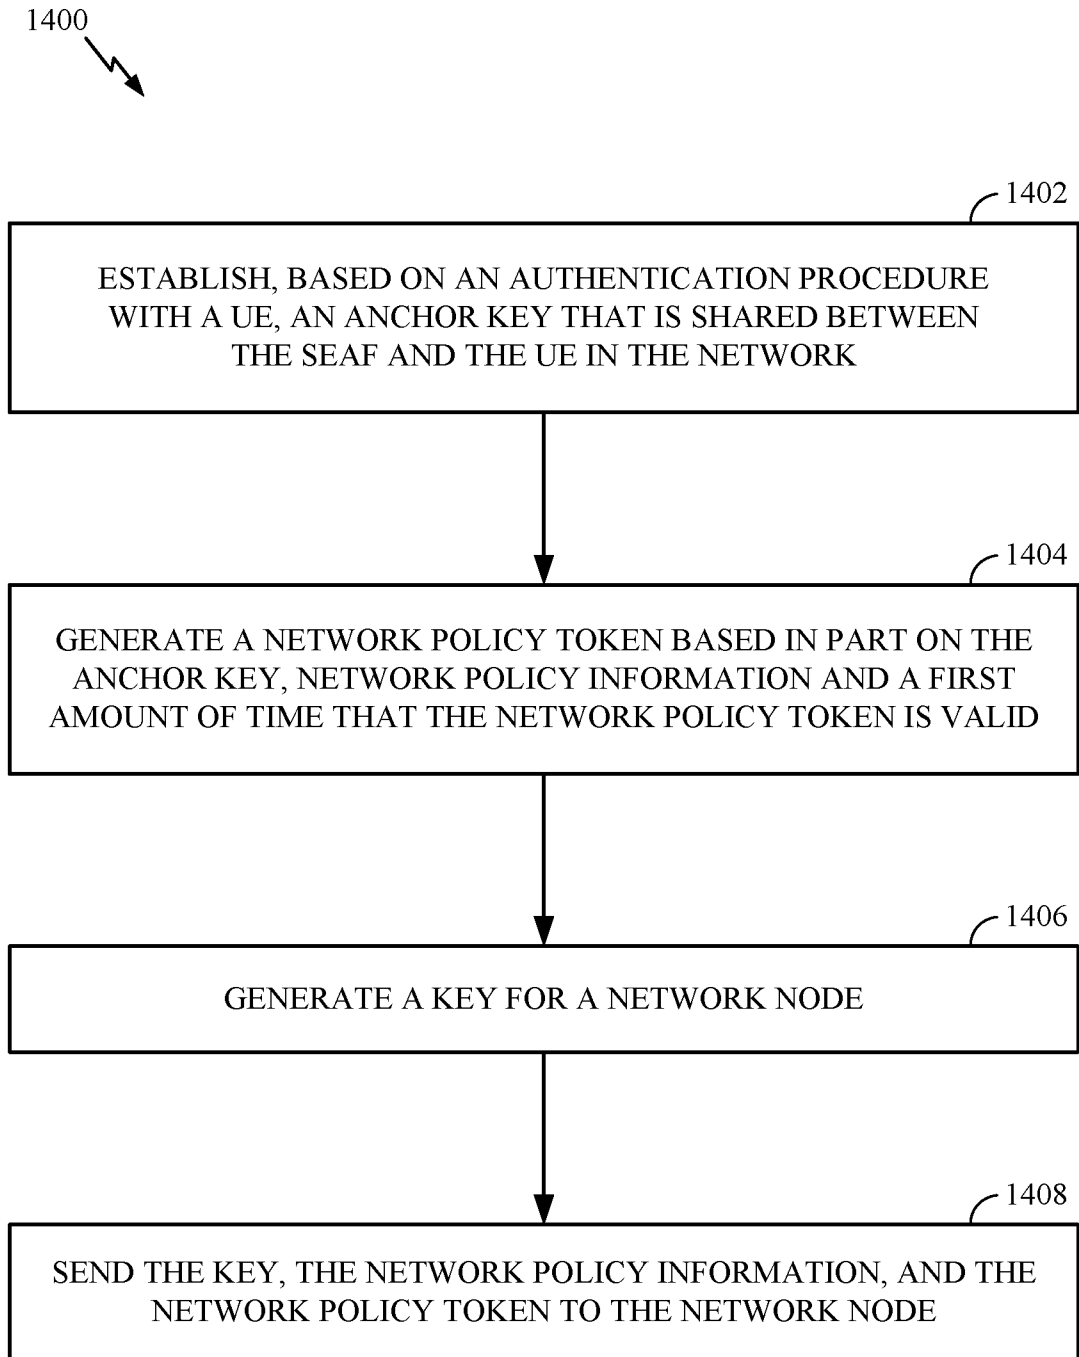 1400
1402
ESTABLISH, BASED ON AN AUTHENTICATION PROCEDURE
WITH A UE, AN ANCHOR KEY THAT IS SHARED BETWEEN
THE SEAF AND THE UE IN THE NETWORK
1404
GENERATE A NETWORK POLICY TOKEN BASED IN PART ON THE
ANCHOR KEY, NETWORK POLICY INFORMATION AND A FIRST
AMOUNT OF TIME THAT THE NETWORK POLICY TOKEN IS VALID
1406
GENERATE A KEY FOR A NETWORK NODE
1408
SEND THE KEY, THE NETWORK POLICY INFORMATION, AND THE
NETWORK POLICY TOKEN TO THE NETWORK NODE